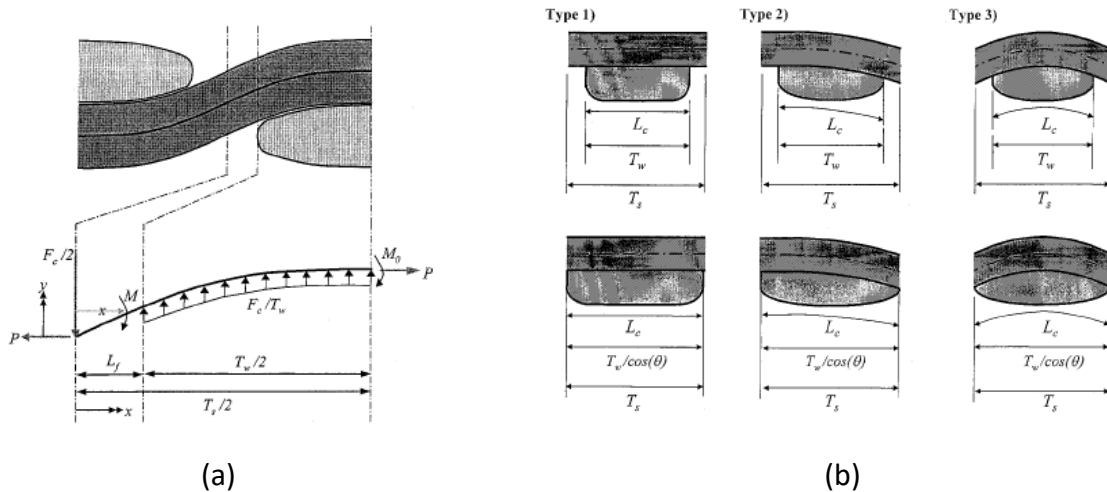 F_c/2
y
x
M
M_0
P
P
F_c/T_w
L_f
T_w/2
T_s/2
x
(a)
Type 1)
Type 2)
Type 3)
L_c
L_c
L_c
T_w
T_w
T_w
T_s
T_s
T_s
L_c
L_c
L_c
T_w/cos(θ)
T_w/cos(θ)
T_w/cos(θ)
T_s
T_s
T_s
(b)